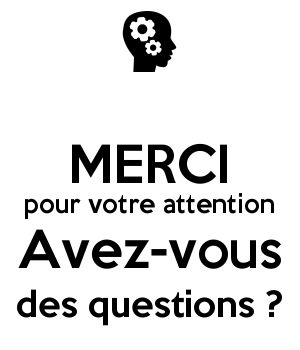 MERCI
pour votre attention
Avez-vous
des questions ?